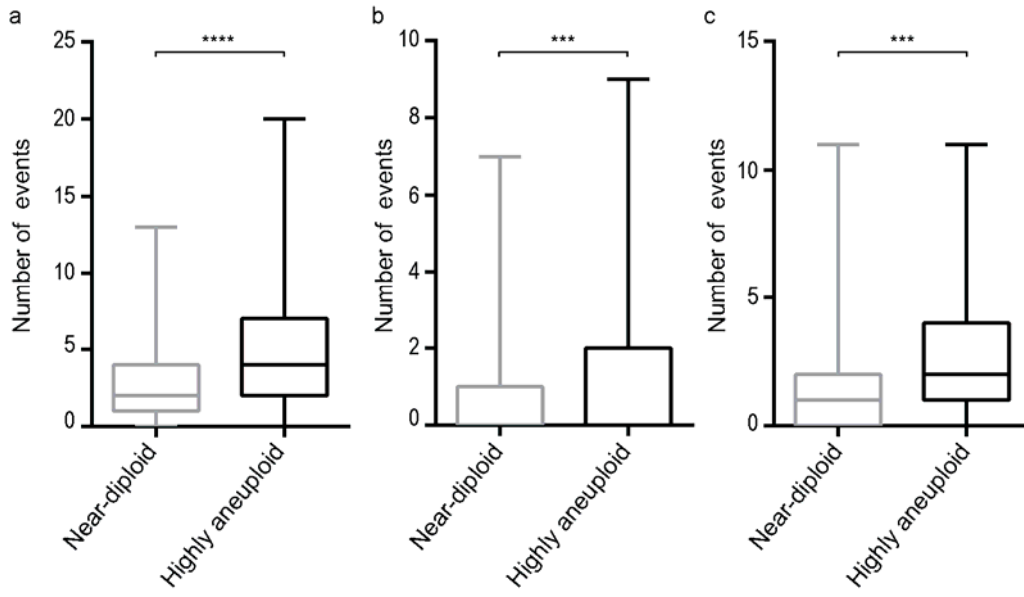 a
****
25
20
15
10
5
0
Number of events
Near-diploid
Highly aneuploid
b
***
10
8
6
4
2
0
Number of events
Near-diploid
Highly aneuploid
c
***
15
10
5
0
Number of events
Near-diploid
Highly aneuploid